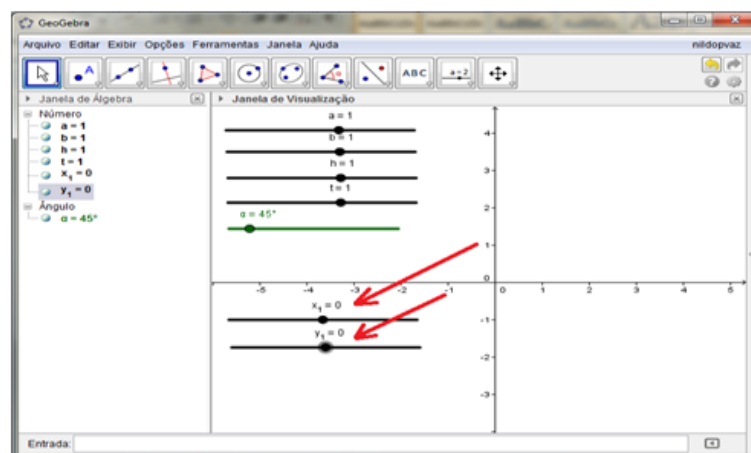 GeoGebra
Arquivo Editar Exibir Opções Ferramentas Janela Ajuda
nildopvaz
A
ABC
a=2
Janela de Álgebra
Janela de Visualização
Número
a = 1
b = 1
h = 1
t = 1
x₁ = 0
y₁ = 0
Ângulo
α = 45°
a = 1
b = 1
h = 1
t = 1
α = 45°
x₁ = 0
y₁ = 0
4
3
2
1
0
-5 -4 -3 -2 -1 0 1 2 3 4 5
-1
-2
-3
Entrada: